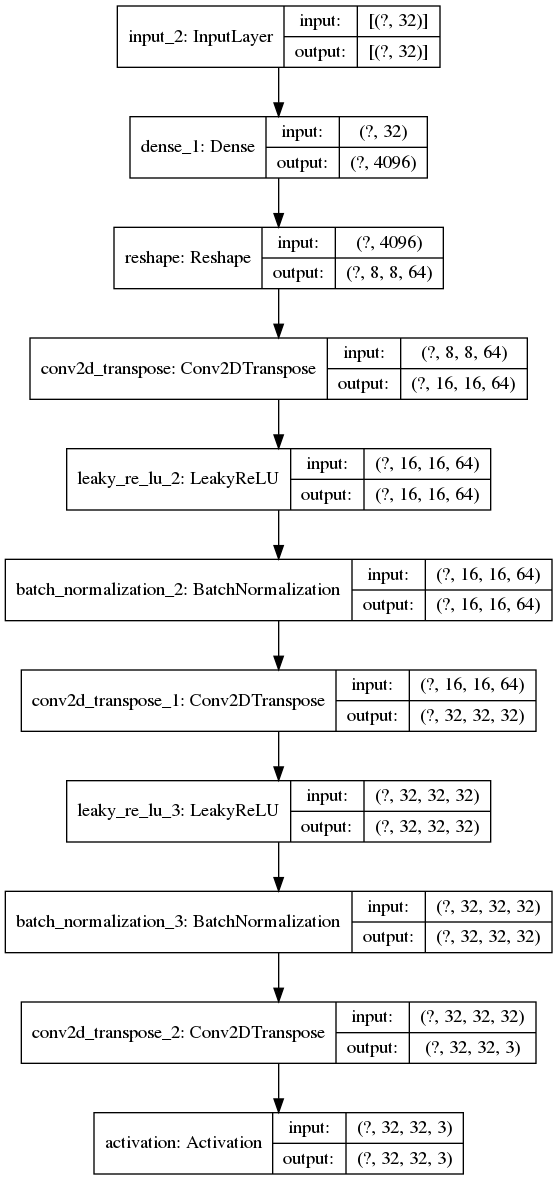 input_2: InputLayer
input: [(?, 32)]
output: [(?, 32)]
dense_1: Dense
input: (?, 32)
output: (?, 4096)
reshape: Reshape
input: (?, 4096)
output: (?, 8, 8, 64)
conv2d_transpose: Conv2DTranspose
input: (?, 8, 8, 64)
output: (?, 16, 16, 64)
leaky_re_lu_2: LeakyReLU
input: (?, 16, 16, 64)
output: (?, 16, 16, 64)
batch_normalization_2: BatchNormalization
input: (?, 16, 16, 64)
output: (?, 16, 16, 64)
conv2d_transpose_1: Conv2DTranspose
input: (?, 16, 16, 64)
output: (?, 32, 32, 32)
leaky_re_lu_3: LeakyReLU
input: (?, 32, 32, 32)
output: (?, 32, 32, 32)
batch_normalization_3: BatchNormalization
input: (?, 32, 32, 32)
output: (?, 32, 32, 32)
conv2d_transpose_2: Conv2DTranspose
input: (?, 32, 32, 32)
output: (?, 32, 32, 3)
activation: Activation
input: (?, 32, 32, 3)
output: (?, 32, 32, 3)